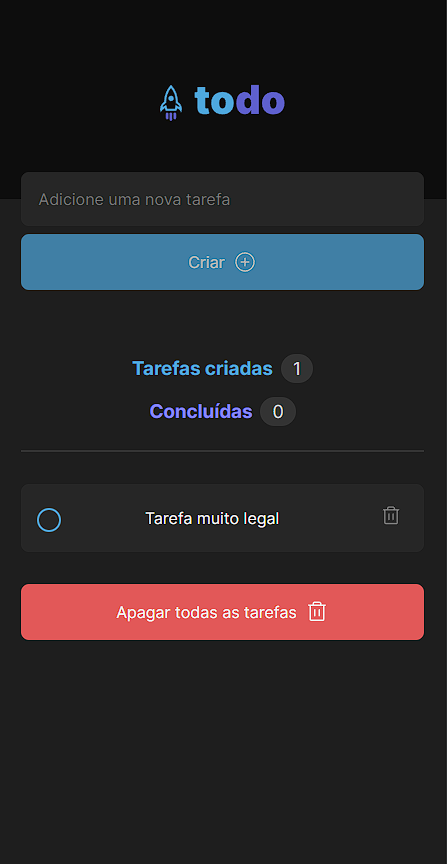 todo
Adicione uma nova tarefa
Criar
Tarefas criadas 1
Concluídas 0
Tarefa muito legal
Apagar todas as tarefas